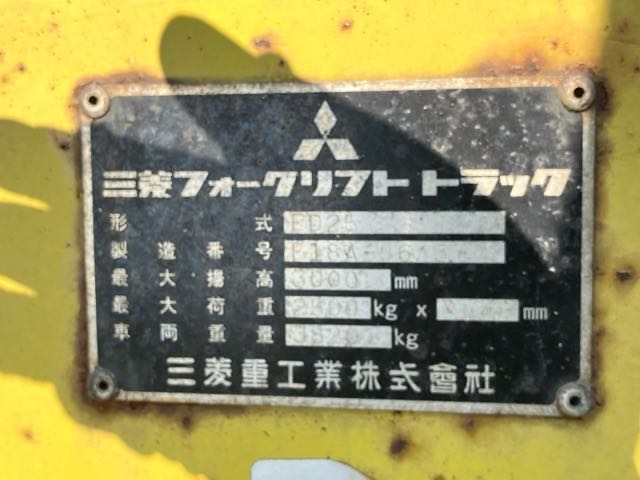 三菱フォークリフト トラック
形 式 FD25
製 造 番 号
最 大 揚 高 3000 mm
最 大 荷 重 2500 kg x mm
車 両 重 量 kg
三菱重工業株式會社